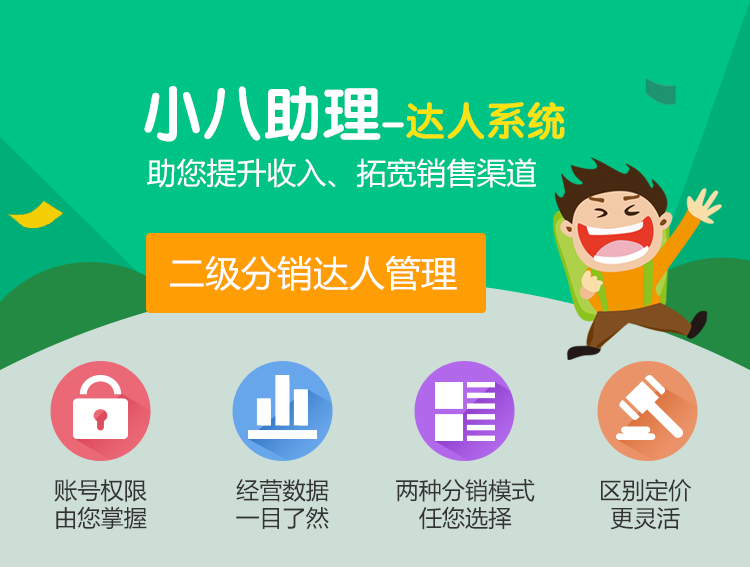 小八助理-达人系统
助您提升收入、拓宽销售渠道
二级分销达人管理
账号权限
由您掌握
经营数据
一目了然
两种分销模式
任您选择
区别定价
更灵活